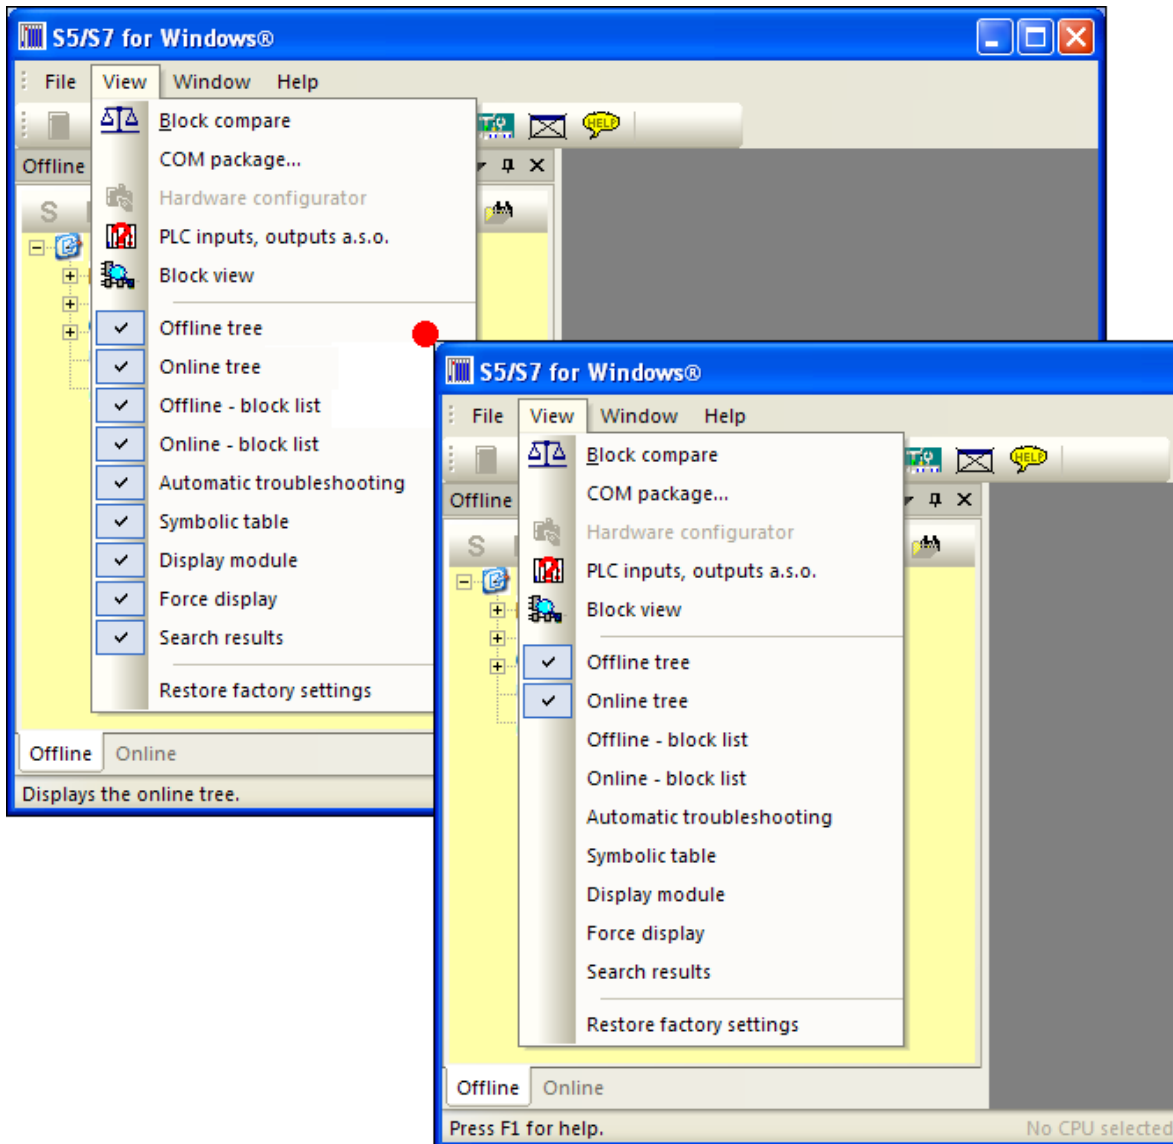 S5/S7 for Windows®
File View Window Help
HELP
Offline
S
Block compare
COM package...
Hardware configurator
PLC inputs, outputs a.s.o.
Block view
Offline tree
Online tree
Offline - block list
Online - block list
Automatic troubleshooting
Symbolic table
Display module
Force display
Search results
Restore factory settings
Offline Online
Displays the online tree.
S5/S7 for Windows®
File View Window Help
HELP
Offline
S
Block compare
COM package...
Hardware configurator
PLC inputs, outputs a.s.o.
Block view
Offline tree
Online tree
Offline - block list
Online - block list
Automatic troubleshooting
Symbolic table
Display module
Force display
Search results
Restore factory settings
Offline Online
Press F1 for help. No CPU selected